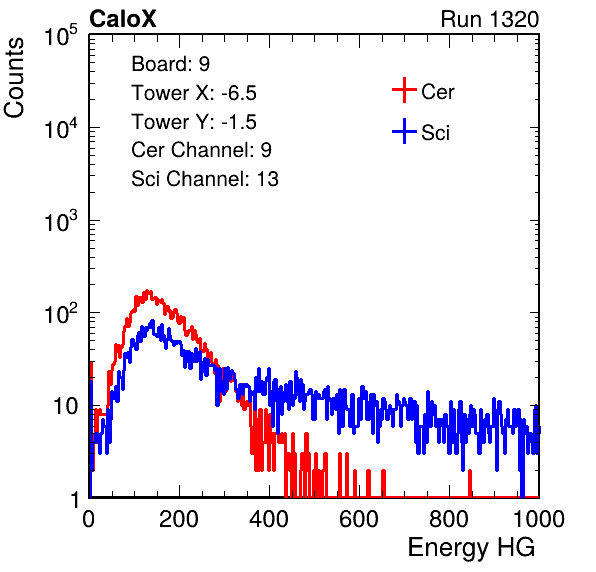 CaloX Run 1320
Counts
Board: 9
Tower X: -6.5
Tower Y: -1.5
Cer Channel: 9
Sci Channel: 13
Cer
Sci
10^5
10^4
10^3
10^2
10
1
0 200 400 600 800 1000
Energy HG